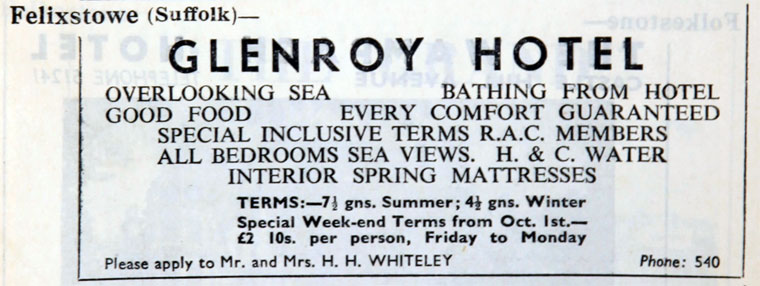 Felixstowe (Suffolk)—
GLENROY HOTEL
OVERLOOKING SEA BATHING FROM HOTEL
GOOD FOOD EVERY COMFORT GUARANTEED
SPECIAL INCLUSIVE TERMS R.A.C. MEMBERS
ALL BEDROOMS SEA VIEWS. H. & C. WATER
INTERIOR SPRING MATTRESSES
TERMS:—7½ gns. Summer; 4½ gns. Winter
Special Week-end Terms from Oct. 1st.—
£2 10s. per person, Friday to Monday
Please apply to Mr. and Mrs. H. H. WHITELEY Phone: 540